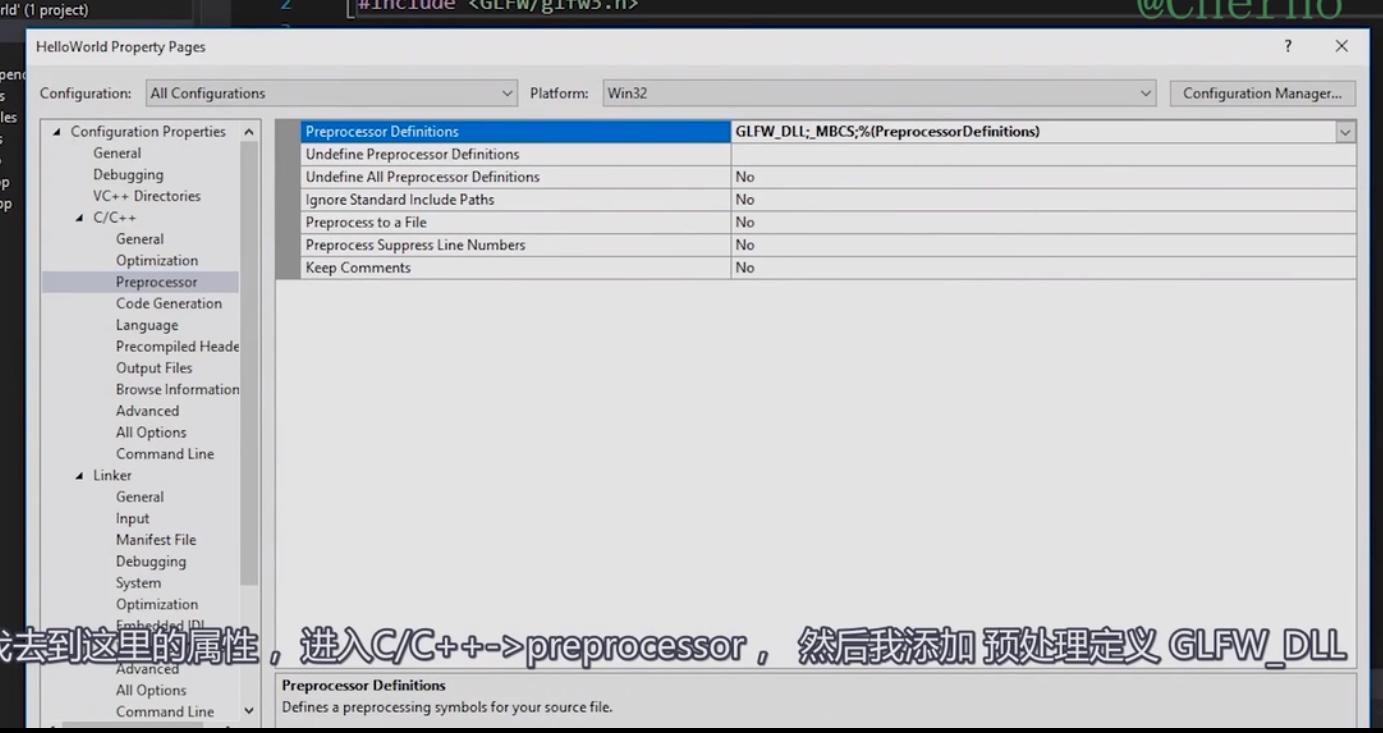 rld' (1 project)
2
#include <GLFW/glfw3.h>
@Cherno
HelloWorld Property Pages
?
Configuration:
All Configurations
Platform:
Win32
Configuration Manager...
Configuration Properties
General
Debugging
VC++ Directories
C/C++
General
Optimization
Preprocessor
Code Generation
Language
Precompiled Heade
Output Files
Browse Information
Advanced
All Options
Command Line
Linker
General
Input
Manifest File
Debugging
System
Optimization
Embedded IDL
Advanced
All Options
Command Line
Preprocessor Definitions
GLFW_DLL;_MBCS;%(PreprocessorDefinitions)
Undefine Preprocessor Definitions
Undefine All Preprocessor Definitions
No
Ignore Standard Include Paths
No
Preprocess to a File
No
Preprocess Suppress Line Numbers
No
Keep Comments
No
我去到这里的属性 ，进入C/C++->preprocessor ， 然后我添加 预处理定义 GLFW_DLL
Preprocessor Definitions
Defines a preprocessing symbols for your source file.